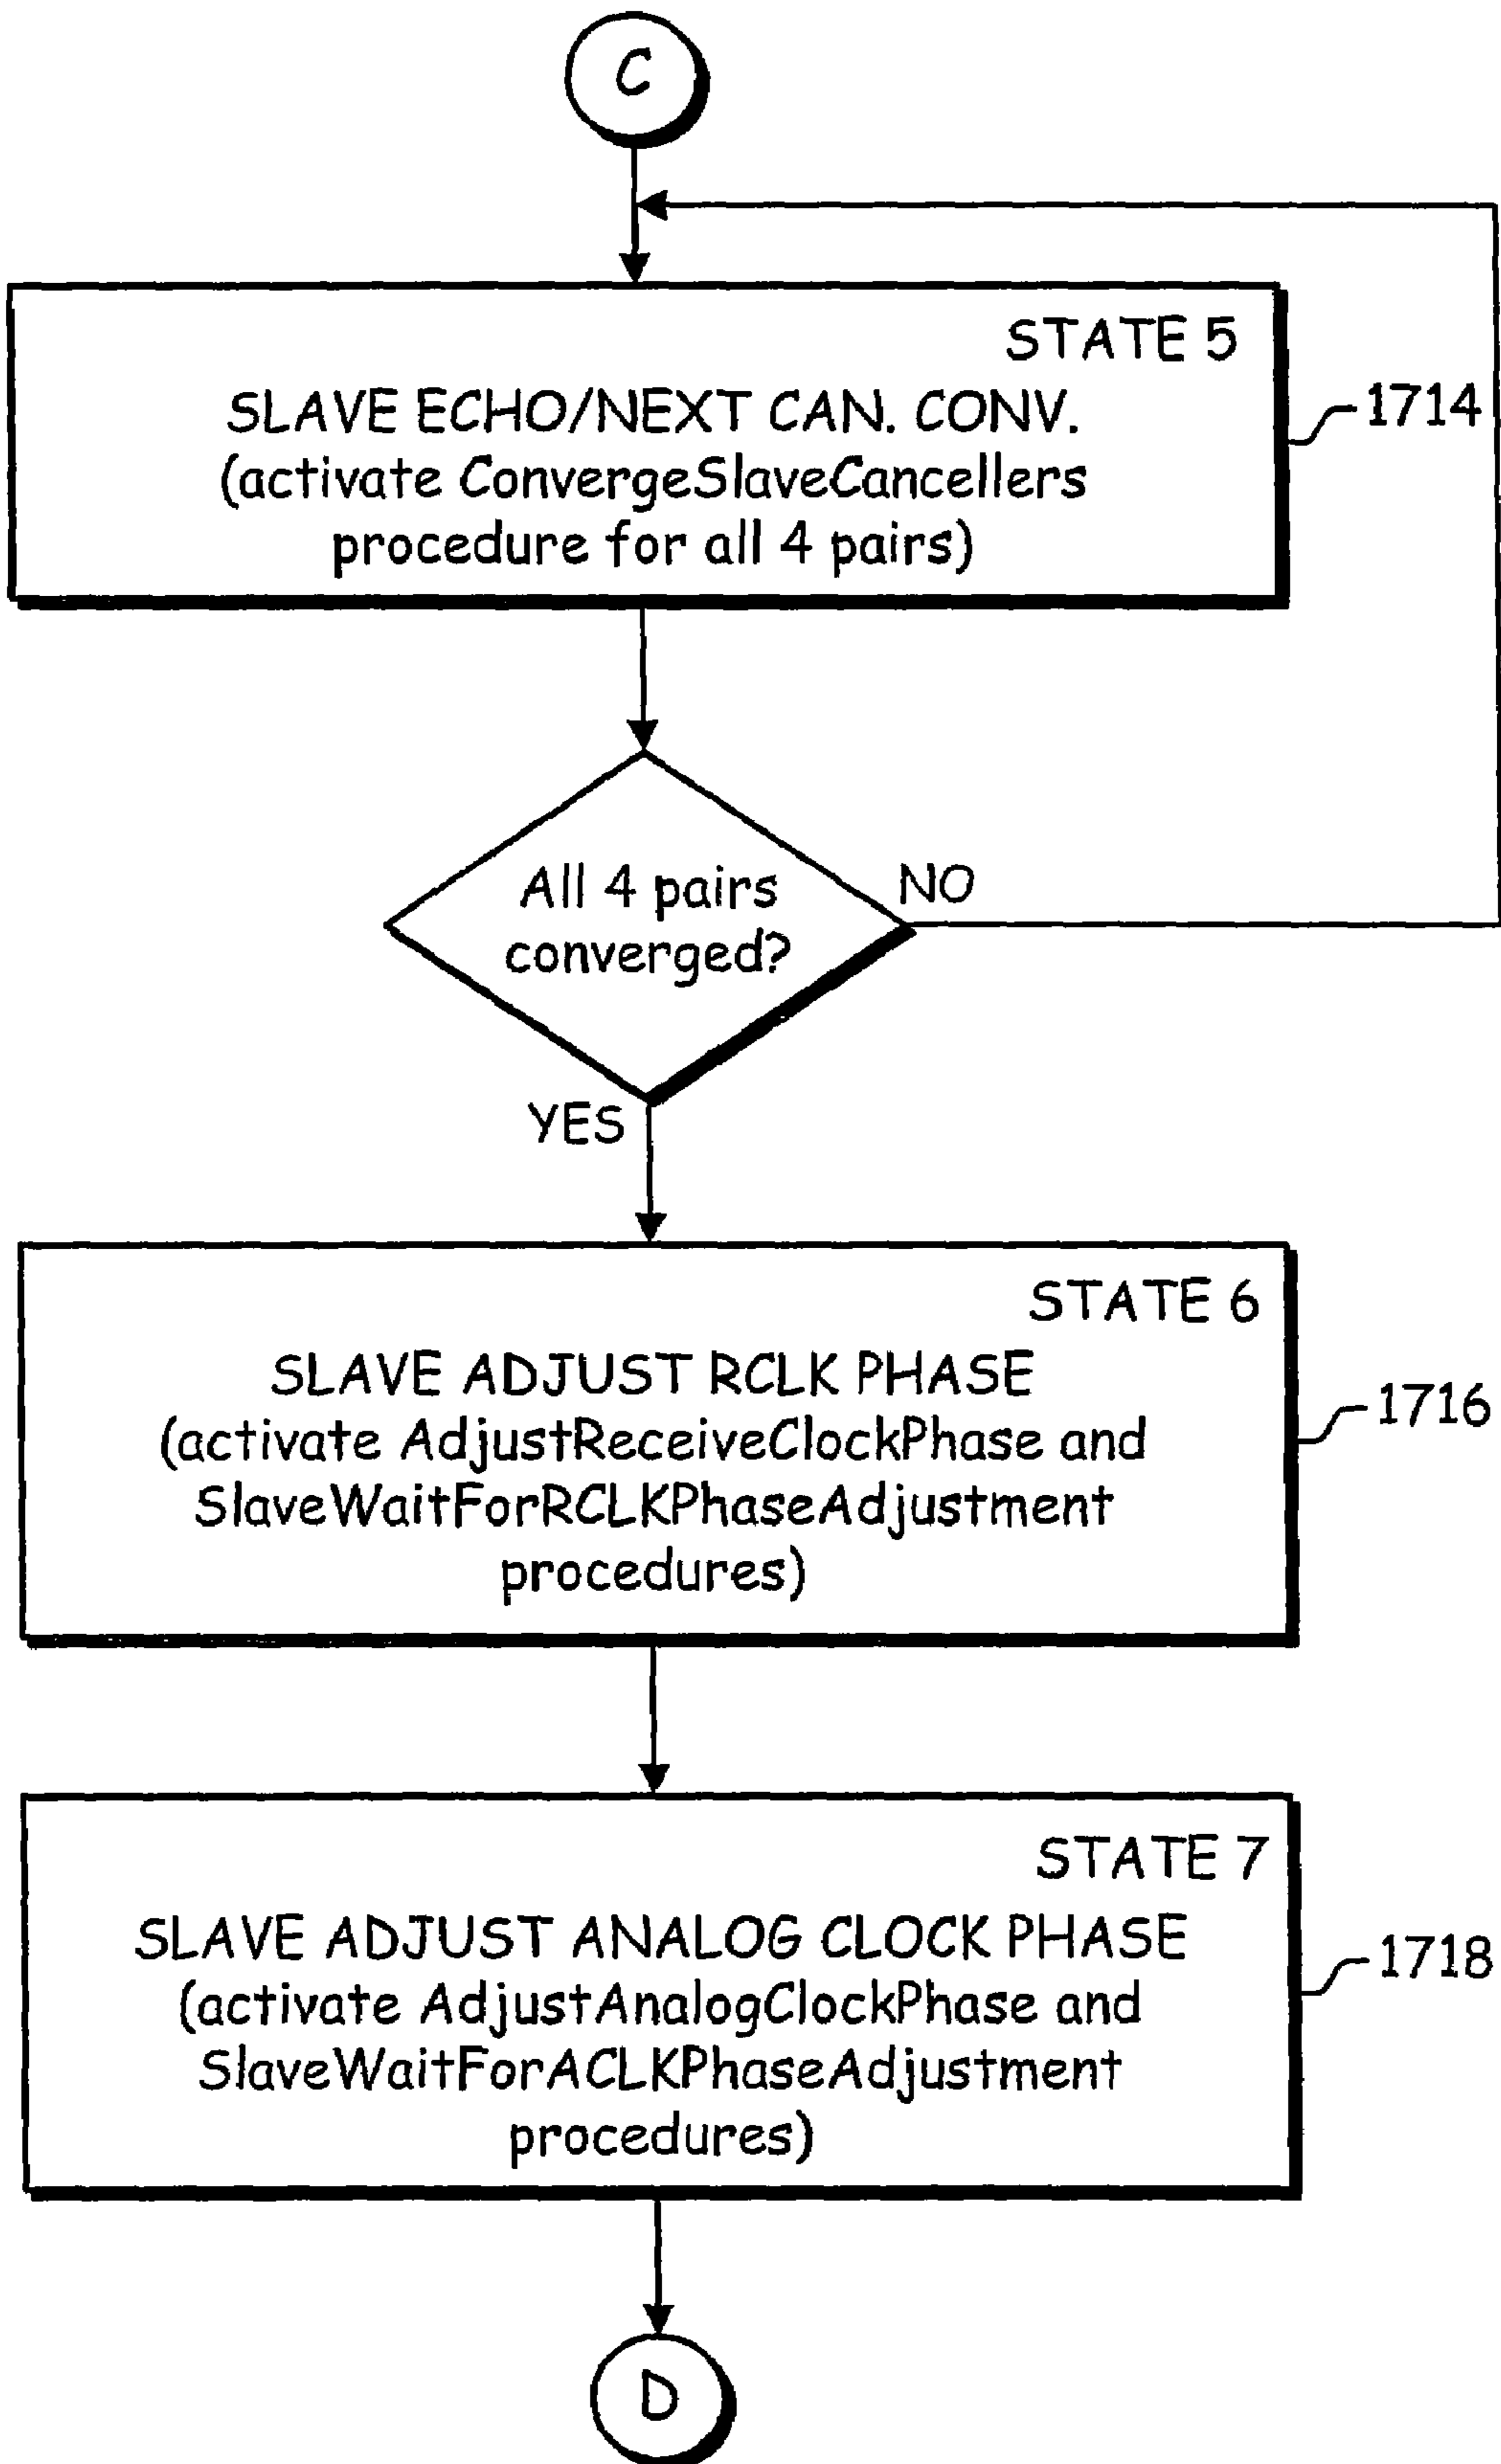 C
STATE 5
SLAVE ECHO/NEXT CAN. CONV.
(activate ConvergeSlaveCancellers
procedure for all 4 pairs)
1714
All 4 pairs
converged?
NO
YES
STATE 6
SLAVE ADJUST RCLK PHASE
(activate AdjustReceiveClockPhase and
SlaveWaitForRCLKPhaseAdjustment
procedures)
1716
STATE 7
SLAVE ADJUST ANALOG CLOCK PHASE
(activate AdjustAnalogClockPhase and
SlaveWaitForACLKPhaseAdjustment
procedures)
1718
D